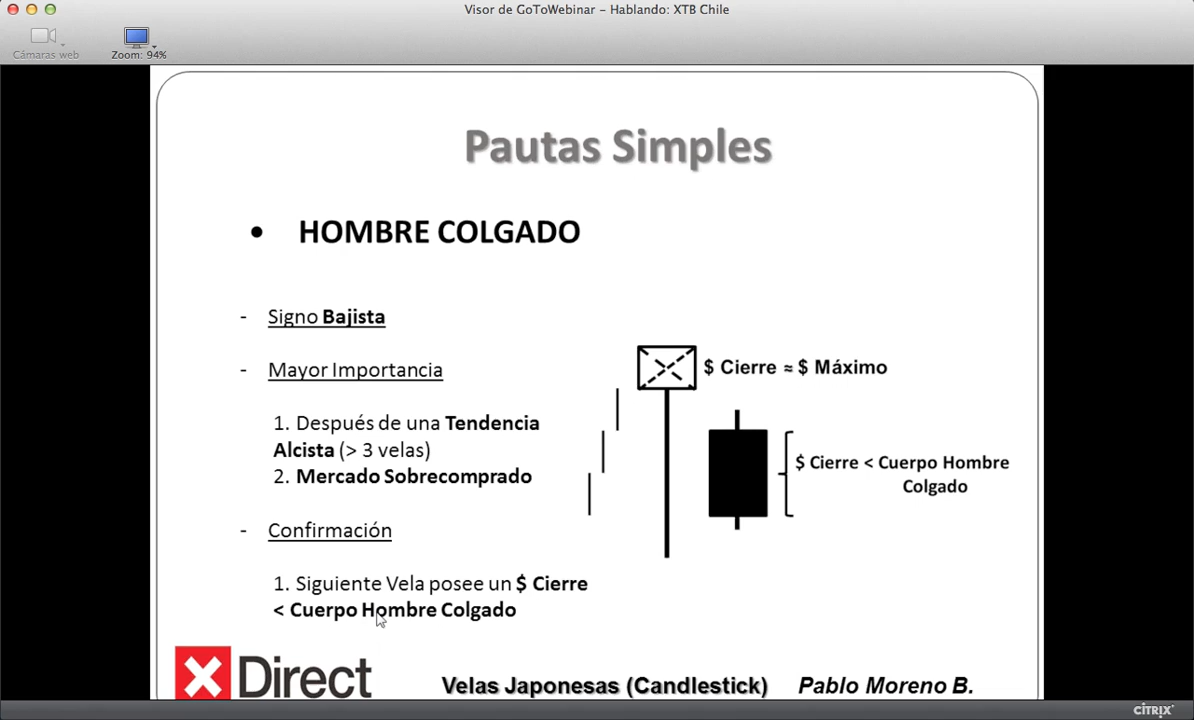 Visor de GoToWebinar – Hablando: XTB Chile
Cámaras web
Zoom: 94%
Pautas Simples
• HOMBRE COLGADO
- Signo Bajista
- Mayor Importancia
1. Después de una Tendencia
Alcista (> 3 velas)
2. Mercado Sobrecomprado
- Confirmación
1. Siguiente Vela posee un $ Cierre
< Cuerpo Hombre Colgado
$ Cierre ≈ $ Máximo
$ Cierre < Cuerpo Hombre
Colgado
X Direct
Velas Japonesas (Candlestick)
Pablo Moreno B.
CITRIX